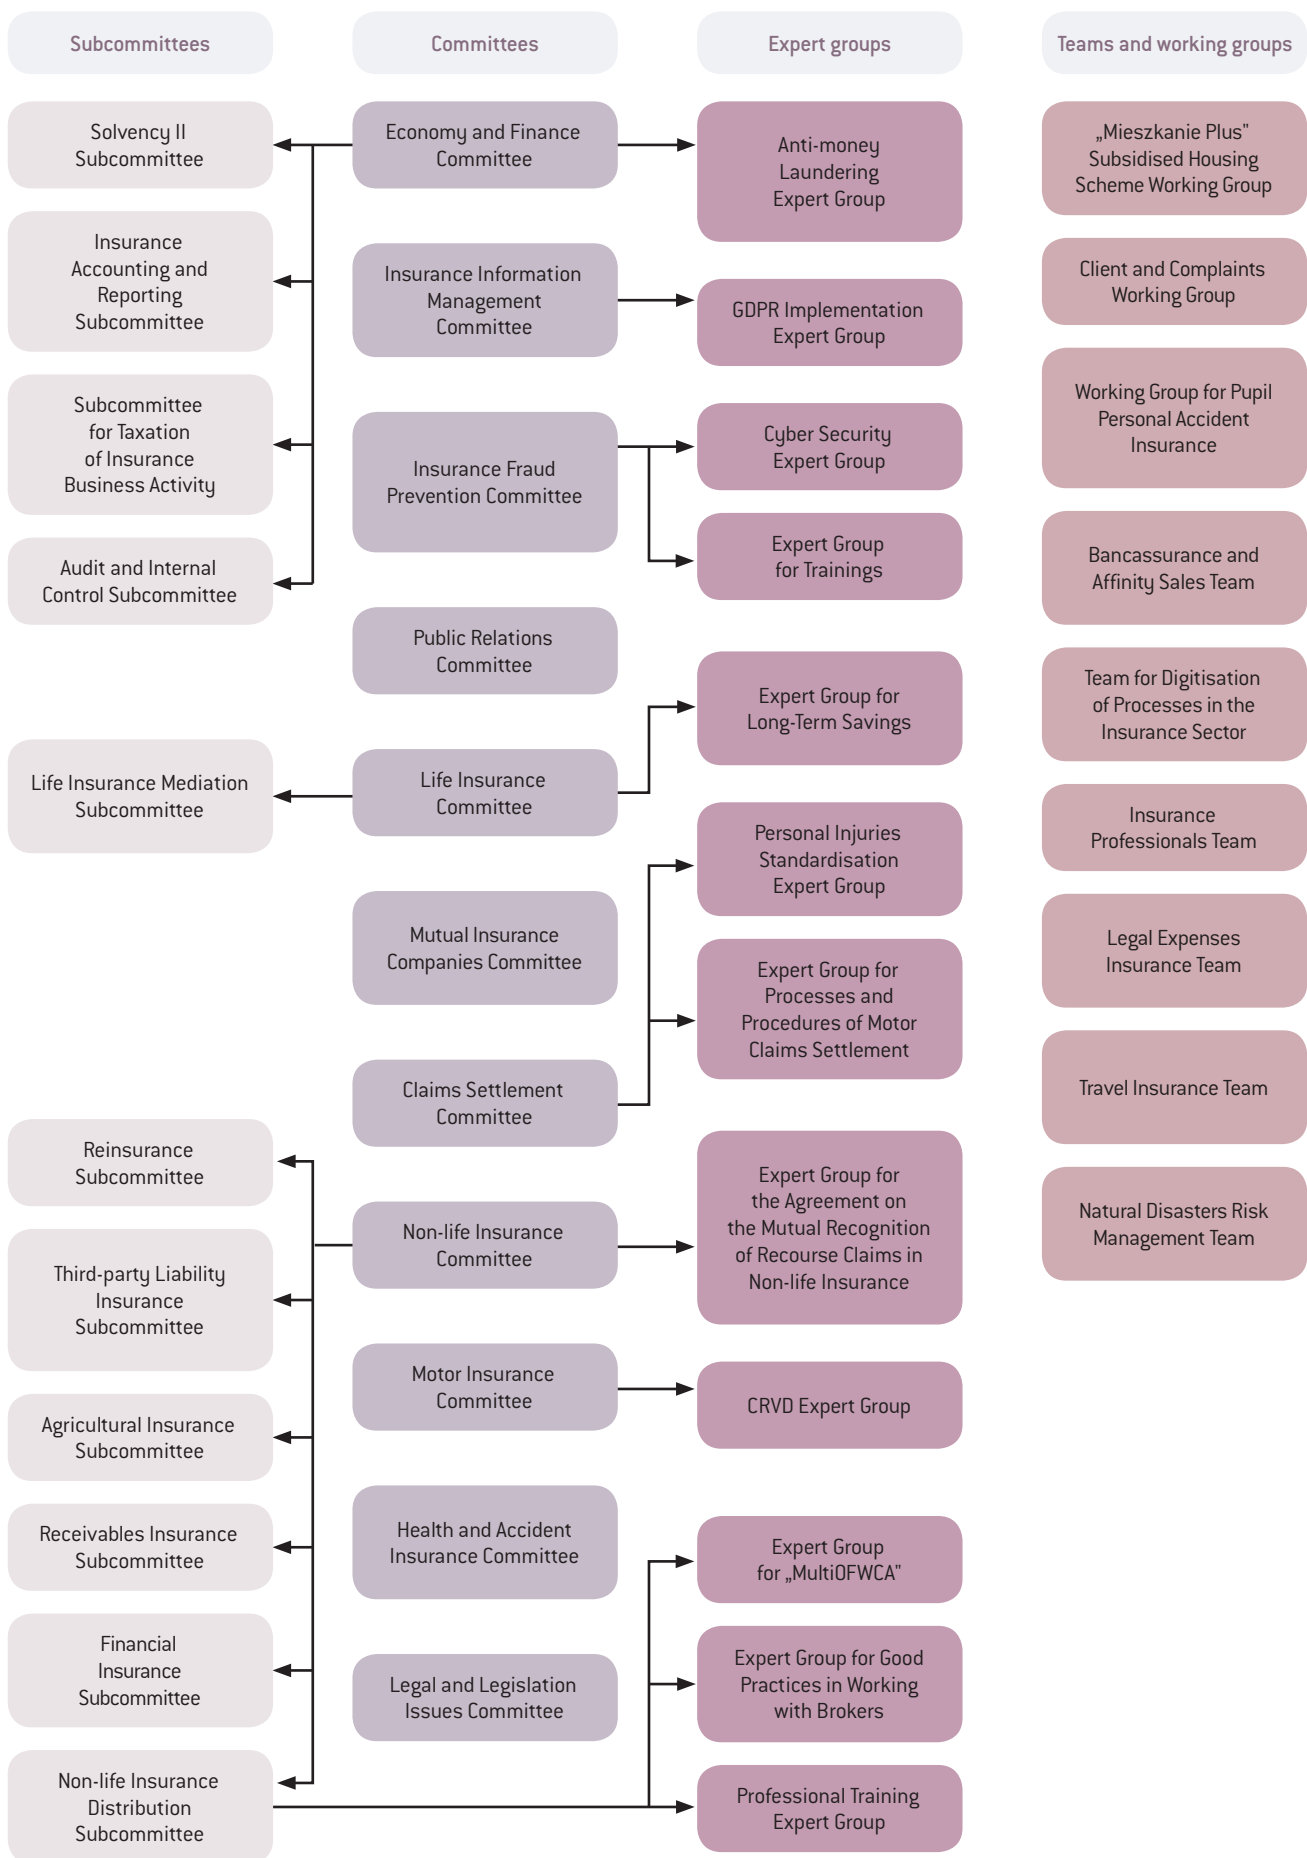 Subcommittees
Solvency II
Subcommittee
Insurance
Accounting and
Reporting
Subcommittee
Subcommittee
for Taxation
of Insurance
Business Activity
Audit and Internal
Control Subcommittee
Life Insurance Mediation
Subcommittee
Reinsurance
Subcommittee
Third-party Liability
Insurance
Subcommittee
Agricultural Insurance
Subcommittee
Receivables Insurance
Subcommittee
Financial
Insurance
Subcommittee
Non-life Insurance
Distribution
Subcommittee
Committees
Economy and Finance
Committee
Insurance Information
Management
Committee
Insurance Fraud
Prevention Committee
Public Relations
Committee
Life Insurance
Committee
Mutual Insurance
Companies Committee
Claims Settlement
Committee
Non-life Insurance
Committee
Motor Insurance
Committee
Health and Accident
Insurance Committee
Legal and Legislation
Issues Committee
Expert groups
Anti-money
Laundering
Expert Group
GDPR Implementation
Expert Group
Cyber Security
Expert Group
Expert Group
for Trainings
Expert Group for
Long-Term Savings
Personal Injuries
Standardisation
Expert Group
Expert Group for
Processes and
Procedures of Motor
Claims Settlement
Expert Group for
the Agreement on
the Mutual Recognition
of Recourse Claims in
Non-life Insurance
CRVD Expert Group
Expert Group
for „MultiOFWCA"
Expert Group for Good
Practices in Working
with Brokers
Professional Training
Expert Group
Teams and working groups
„Mieszkanie Plus"
Subsidised Housing
Scheme Working Group
Client and Complaints
Working Group
Working Group for Pupil
Personal Accident
Insurance
Bancassurance and
Affinity Sales Team
Team for Digitisation
of Processes in the
Insurance Sector
Insurance
Professionals Team
Legal Expenses
Insurance Team
Travel Insurance Team
Natural Disasters Risk
Management Team